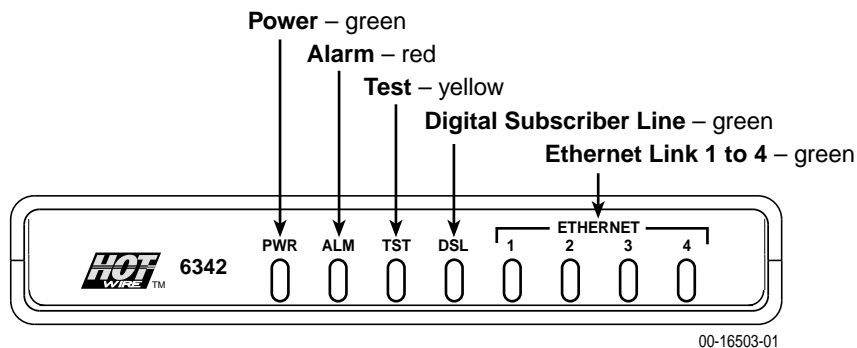 Power – green
Alarm – red
Test – yellow
Digital Subscriber Line – green
Ethernet Link 1 to 4 – green
ETHERNET
PWR ALM TST DSL 1 2 3 4
HOT WIRE TM 6342
00-16503-01